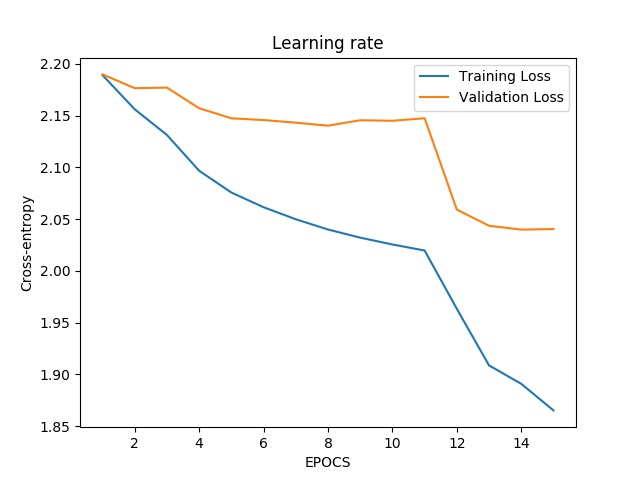 Learning rate
Training Loss
Validation Loss
Cross-entropy
2.20
2.15
2.10
2.05
2.00
1.95
1.90
1.85
2 4 6 8 10 12 14
EPOCS